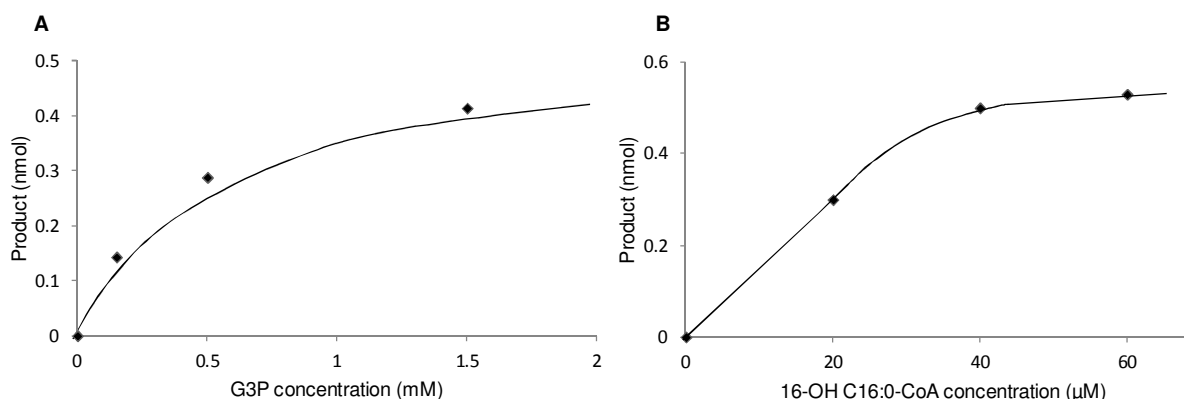 A
Product (nmol)
0.5
0.4
0.3
0.2
0.1
0
0 0.5 1 1.5 2
G3P concentration (mM)
B
Product (nmol)
0.6
0.4
0.2
0
0 20 40 60
16-OH C16:0-CoA concentration (µM)